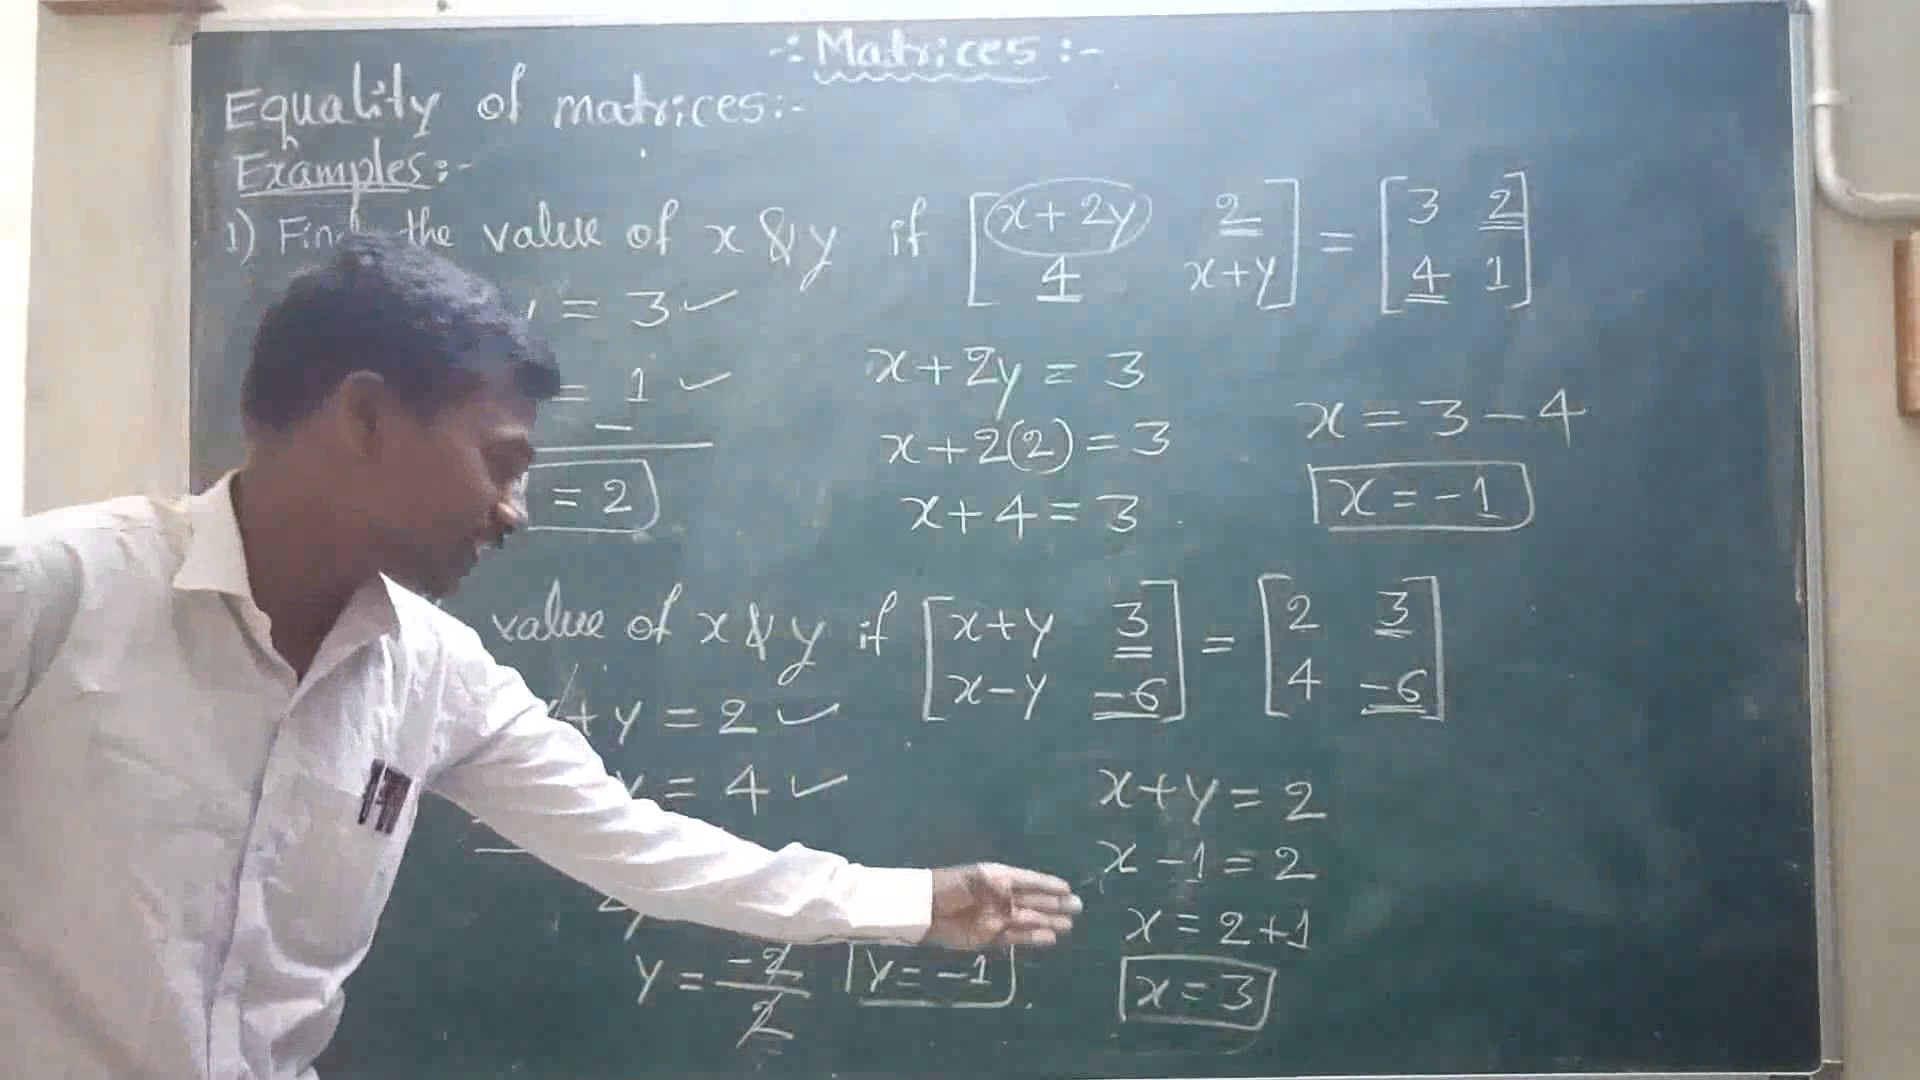 -: Matrices :-
Equality of matrices:-
Examples:-
1) Find the value of x & y if [x+2y 2 4 x+y] = [3 2 4 1]
= 3 ✓
= 1 ✓
−
= 2
x+2y = 3
x+2(2) = 3
x+4 = 3
x = 3-4
x = -1
value of x & y if [x+y 3 x-y -6] = [2 3 4 -6]
x+y = 2 ✓
y = 4 ✓
y = -2/2 y = -1
x+y = 2
x -1 = 2
x = 2+1
x = 3